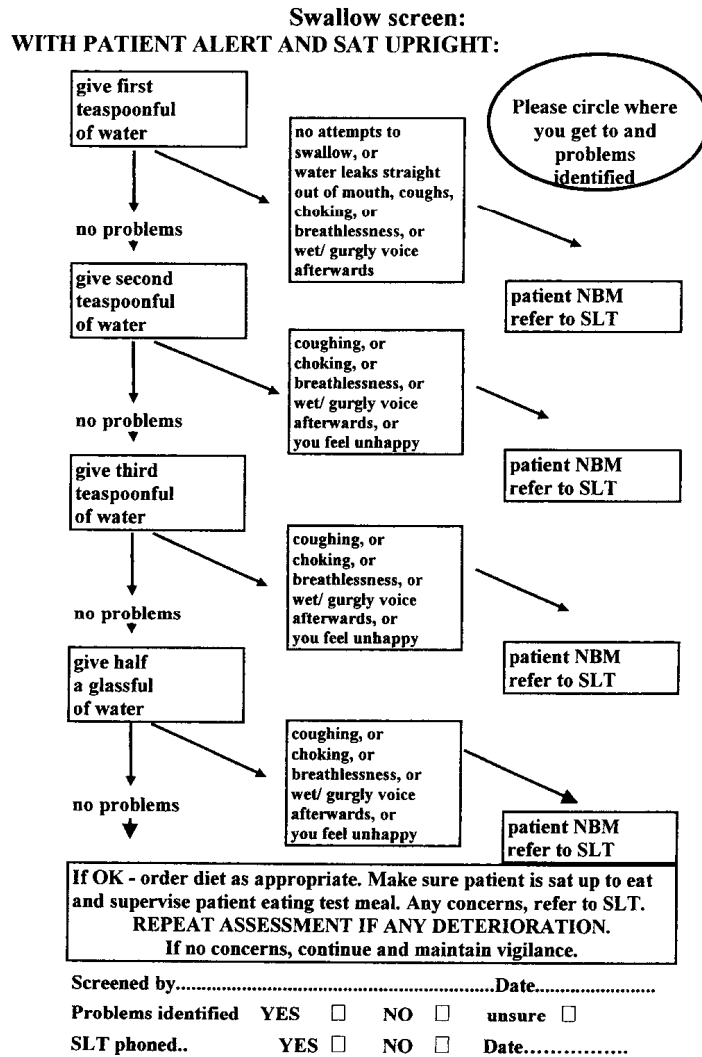 Swallow screen:
WITH PATIENT ALERT AND SAT UPRIGHT:
give first
teaspoonful
of water
no attempts to
swallow, or
water leaks straight
out of mouth, coughs,
choking, or
breathlessness, or
wet/ gurgly voice
afterwards
Please circle where
you get to and
problems
identified
no problems
patient NBM
refer to SLT
give second
teaspoonful
of water
coughing, or
choking, or
breathlessness, or
wet/ gurgly voice
afterwards, or
you feel unhappy
no problems
patient NBM
refer to SLT
give third
teaspoonful
of water
coughing, or
choking, or
breathlessness, or
wet/ gurgly voice
afterwards, or
you feel unhappy
no problems
patient NBM
refer to SLT
give half
a glassful
of water
coughing, or
choking, or
breathlessness, or
wet/ gurgly voice
afterwards, or
you feel unhappy
no problems
patient NBM
refer to SLT
If OK - order diet as appropriate. Make sure patient is sat up to eat
and supervise patient eating test meal. Any concerns, refer to SLT.
REPEAT ASSESSMENT IF ANY DETERIORATION.
If no concerns, continue and maintain vigilance.
Screened by..........................................................Date......................
Problems identified YES □ NO □ unsure □
SLT phoned.. YES □ NO □ Date................